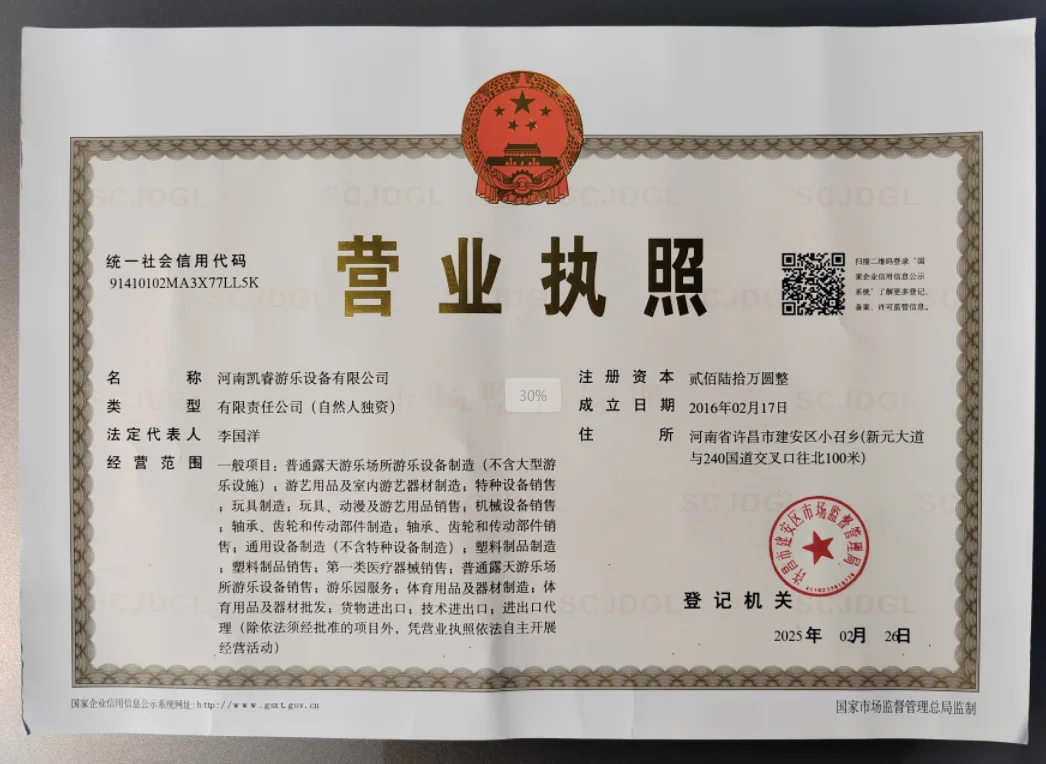 营业执照
统一社会信用代码
91410102MA3X77LL5K
扫描二维码登录“国
家企业信用信息公示
系统”了解更多登记、
备案、许可监管信息。
名称 河南凯睿游乐设备有限公司
类型 有限责任公司（自然人独资）
法定代表人 李国洋
经营范围 一般项目：普通露天游乐场所游乐设备制造（不含大型游
乐设施）；游艺用品及室内游艺器材制造；特种设备销售
；玩具制造；玩具、动漫及游艺用品销售；机械设备销售
；轴承、齿轮和传动部件制造；轴承、齿轮和传动部件销
售；通用设备制造（不含特种设备制造）；塑料制品制造
；塑料制品销售；第一类医疗器械销售；普通露天游乐场
所游乐设备销售；游乐园服务；体育用品及器材制造；体
育用品及器材批发；货物进出口；技术进出口；进出口代
理（除依法须经批准的项目外，凭营业执照依法自主开展
经营活动）
注册资本 贰佰陆拾万圆整
成立日期 2016年02月17日
住所 河南省许昌市建安区小召乡(新元大道
与240国道交叉口往北100米)
30%
许昌市建安区市场监督管理局
登记机关
2025年 02月 26日
国家企业信用信息公示系统网址:http://www.gsxt.gov.cn
国家市场监督管理总局监制
SCJDGL